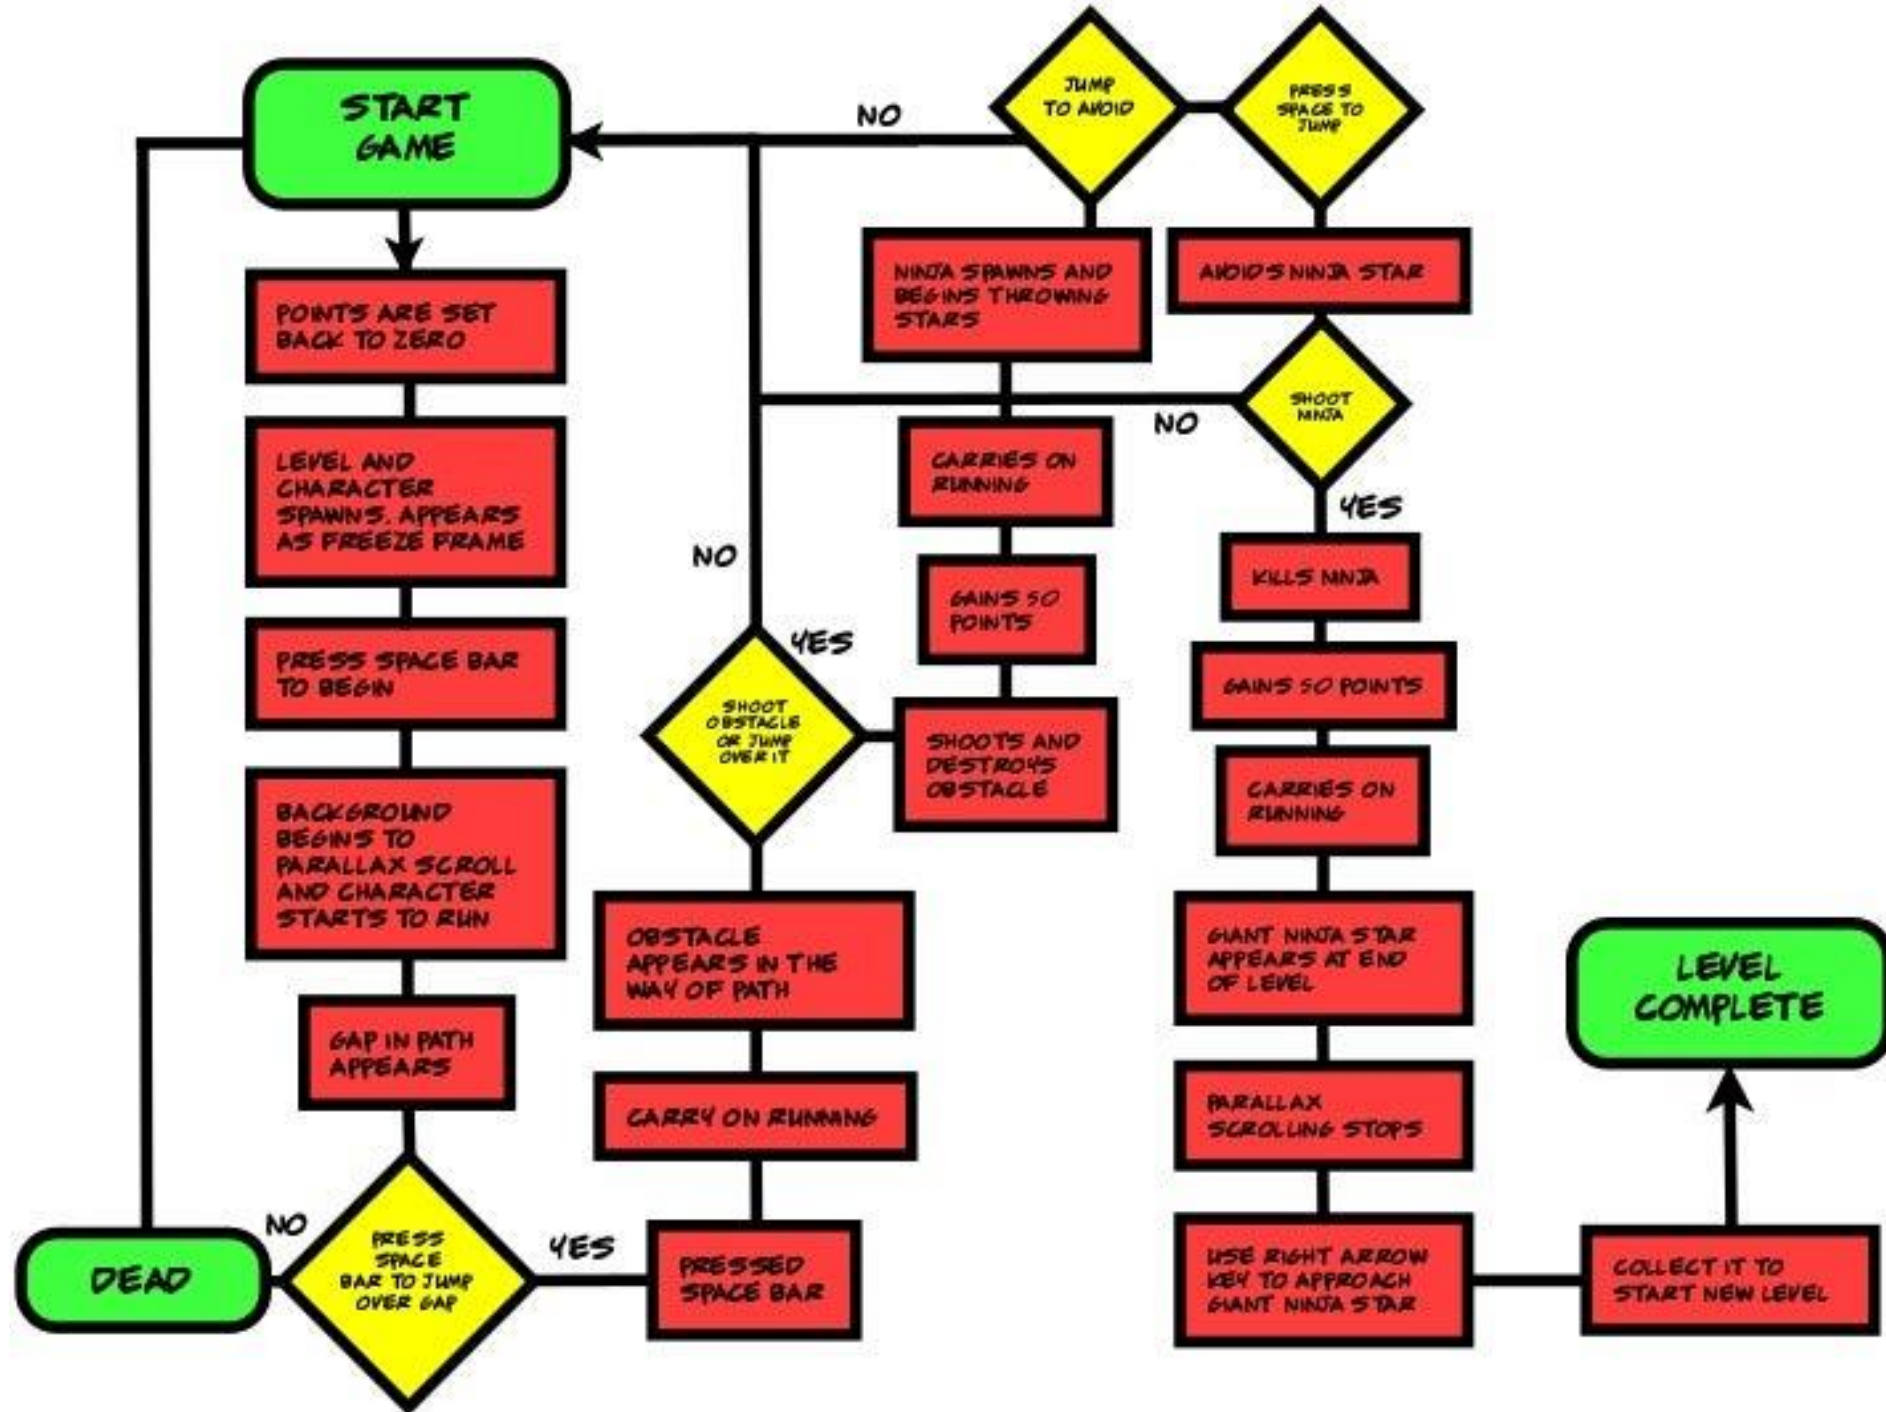 START
GAME
POINTS ARE SET
BACK TO ZERO
LEVEL AND
CHARACTER
SPAWNS. APPEARS
AS FREEZE FRAME
PRESS SPACE BAR
TO BEGIN
BACKGROUND
BEGINS TO
PARALLAX SCROLL
AND CHARACTER
STARTS TO RUN
GAP IN PATH
APPEARS
PRESS
SPACE
BAR TO JUMP
OVER GAP
NO
DEAD
YES
PRESSED
SPACE BAR
CARRY ON RUNNING
OBSTACLE
APPEARS IN THE
WAY OF PATH
SHOOT
OBSTACLE
OR JUMP
OVER IT
NO
YES
SHOOTS AND
DESTROYS
OBSTACLE
GAINS 50
POINTS
CARRIES ON
RUNNING
NINJA SPAWNS AND
BEGINS THROWING
STARS
JUMP
TO AVOID
NO
PRESS
SPACE TO
JUMP
AVOIDS NINJA STAR
SHOOT
NINJA
NO
YES
KILLS NINJA
GAINS 50 POINTS
CARRIES ON
RUNNING
GIANT NINJA STAR
APPEARS AT END
OF LEVEL
PARALLAX
SCROLLING STOPS
USE RIGHT ARROW
KEY TO APPROACH
GIANT NINJA STAR
COLLECT IT TO
START NEW LEVEL
LEVEL
COMPLETE